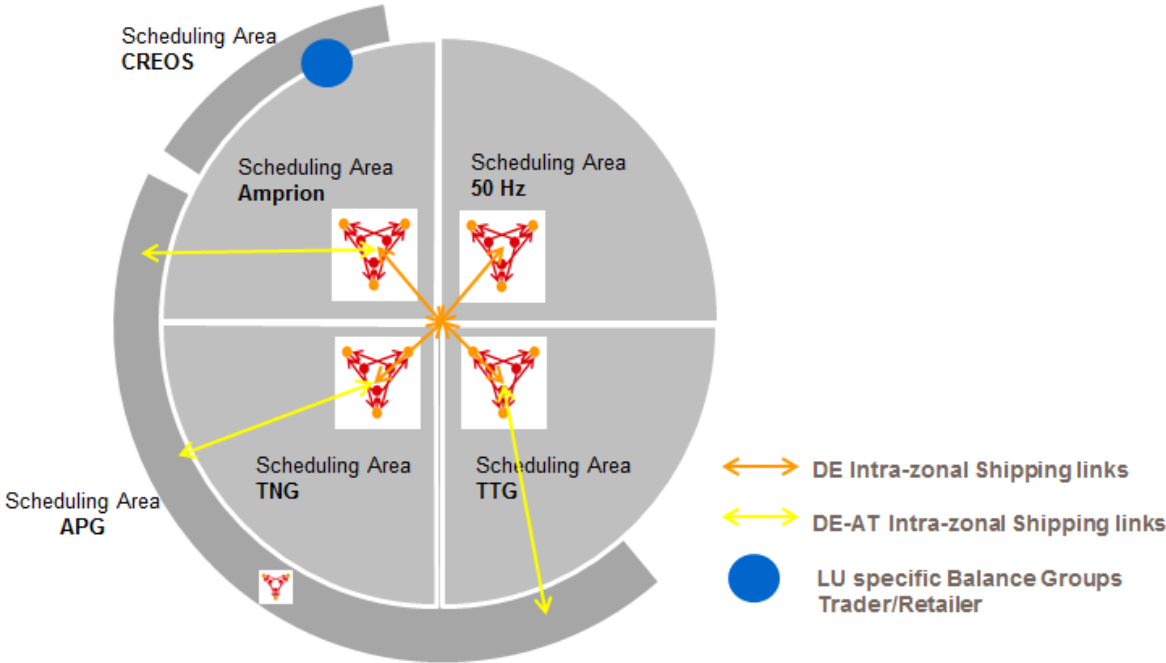 Scheduling Area
CREOS
Scheduling Area
Amprion
Scheduling Area
50 Hz
Scheduling Area
TNG
Scheduling Area
TTG
Scheduling Area
APG
DE Intra-zonal Shipping links
DE-AT Intra-zonal Shipping links
LU specific Balance Groups
Trader/Retailer